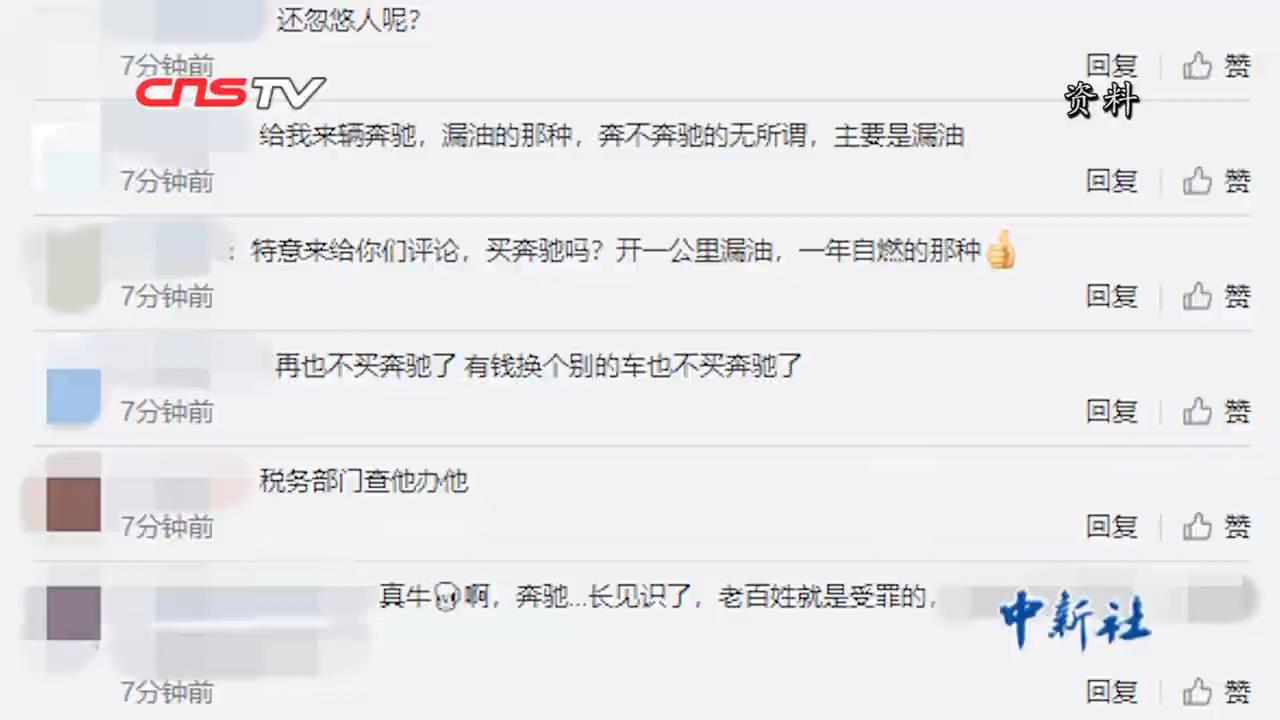 还忽悠人呢？
7分钟前
回复
赞
CNSTV
资料
给我来辆奔驰，漏油的那种，奔不奔驰的无所谓，主要是漏油
7分钟前
回复
赞
：特意来给你们评论，买奔驰吗？开一公里漏油，一年自燃的那种👍
7分钟前
回复
赞
再也不买奔驰了 有钱换个别的车也不买奔驰了
7分钟前
回复
赞
税务部门查他办他
7分钟前
回复
赞
真牛啊，奔驰...长见识了，老百姓就是受罪的，
中新社
7分钟前
回复
赞